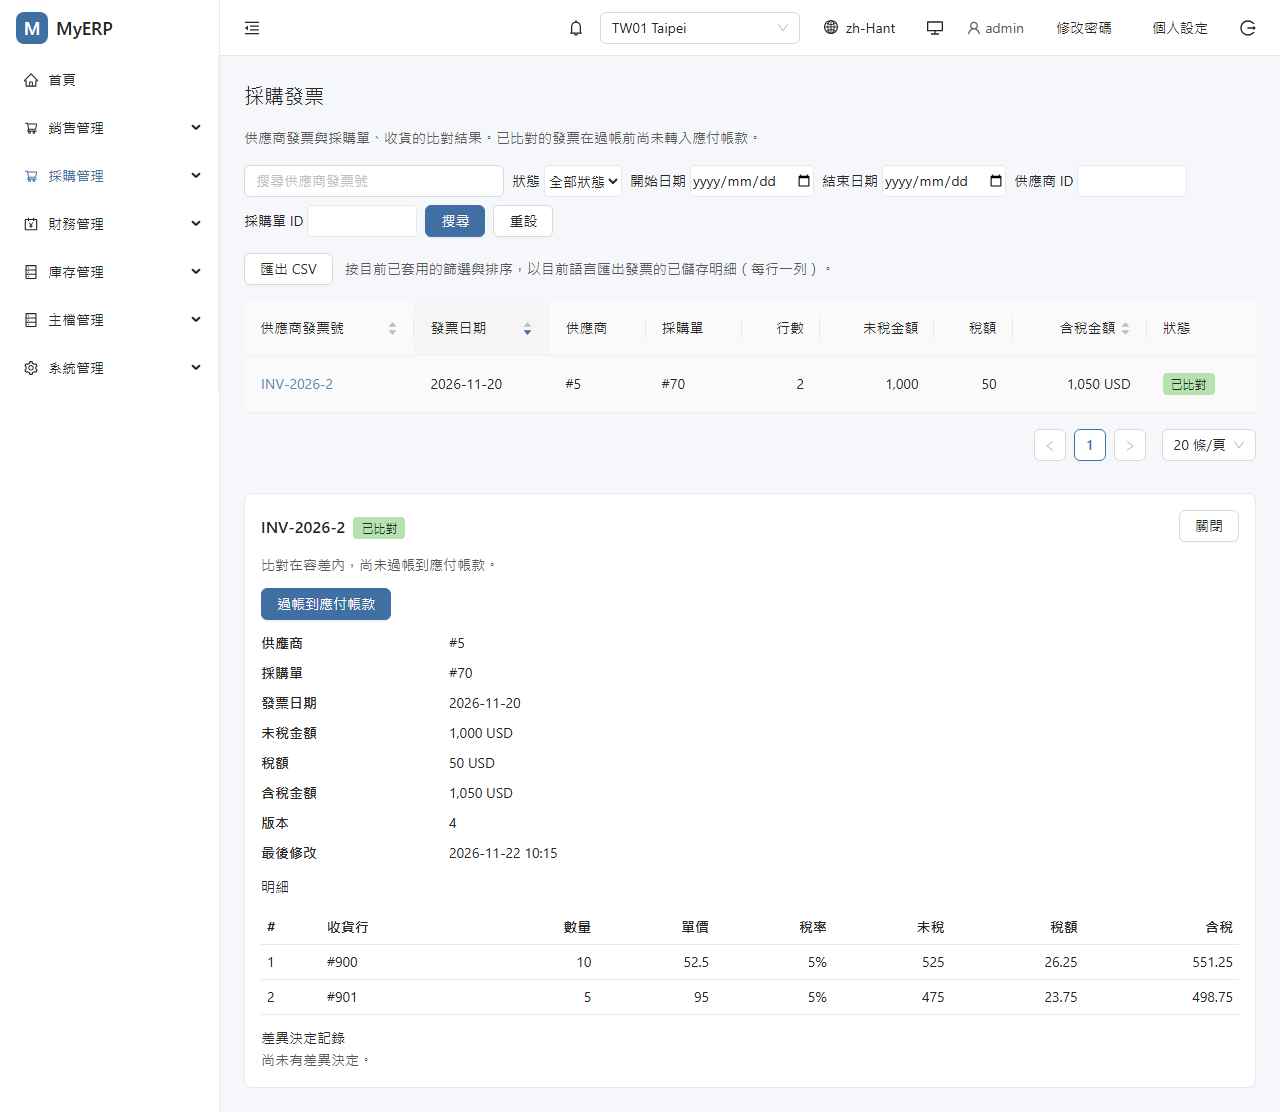 M MyERP
TW01 Taipei
zh-Hant
admin
修改密碼
個人設定
首頁
銷售管理
採購管理
財務管理
庫存管理
主檔管理
系統管理
採購發票
供應商發票與採購單、收貨的比對結果。已比對的發票在過帳前尚未轉入應付帳款。
搜尋供應商發票號 狀態 全部狀態 開始日期 yyyy/mm/dd 結束日期 yyyy/mm/dd 供應商 ID
採購單 ID 搜尋 重設
匯出 CSV 按目前已套用的篩選與排序，以目前語言匯出發票的已儲存明細（每行一列）。
供應商發票號 發票日期 供應商 採購單 行數 未稅金額 稅額 含稅金額 狀態
INV-2026-2 2026-11-20 #5 #70 2 1,000 50 1,050 USD 已比對
< 1 > 20 條/頁
INV-2026-2 已比對 關閉
比對在容差內，尚未過帳到應付帳款。
過帳到應付帳款
供應商 #5
採購單 #70
發票日期 2026-11-20
未稅金額 1,000 USD
稅額 50 USD
含稅金額 1,050 USD
版本 4
最後修改 2026-11-22 10:15
明細
# 收貨行 數量 單價 稅率 未稅 稅額 含稅
1 #900 10 52.5 5% 525 26.25 551.25
2 #901 5 95 5% 475 23.75 498.75
差異決定記錄
尚未有差異決定。